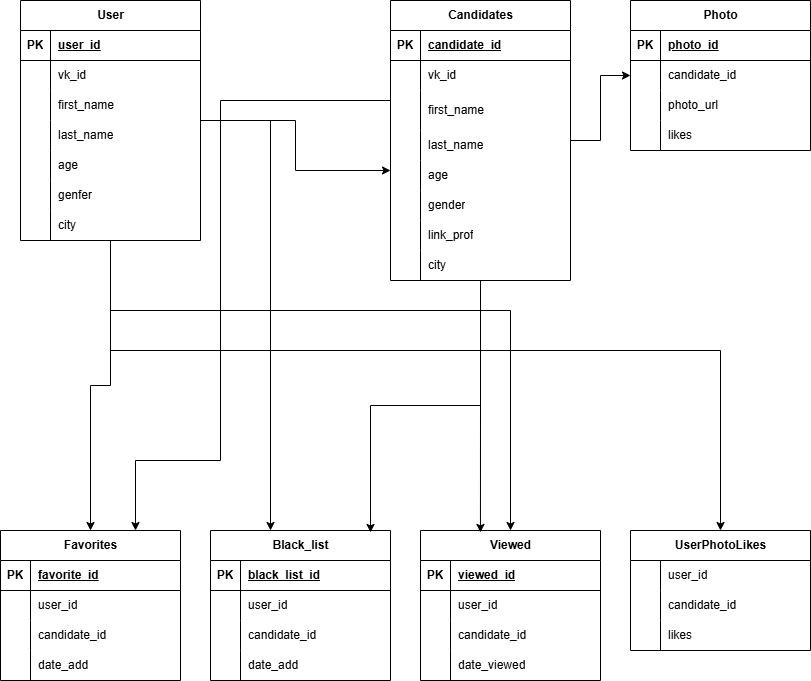 User
PK user_id
vk_id
first_name
last_name
age
genfer
city
Candidates
PK candidate_id
vk_id
first_name
last_name
age
gender
link_prof
city
Photo
PK photo_id
candidate_id
photo_url
likes
Favorites
PK favorite_id
user_id
candidate_id
date_add
Black_list
PK black_list_id
user_id
candidate_id
date_add
Viewed
PK viewed_id
user_id
candidate_id
date_viewed
UserPhotoLikes
user_id
candidate_id
likes